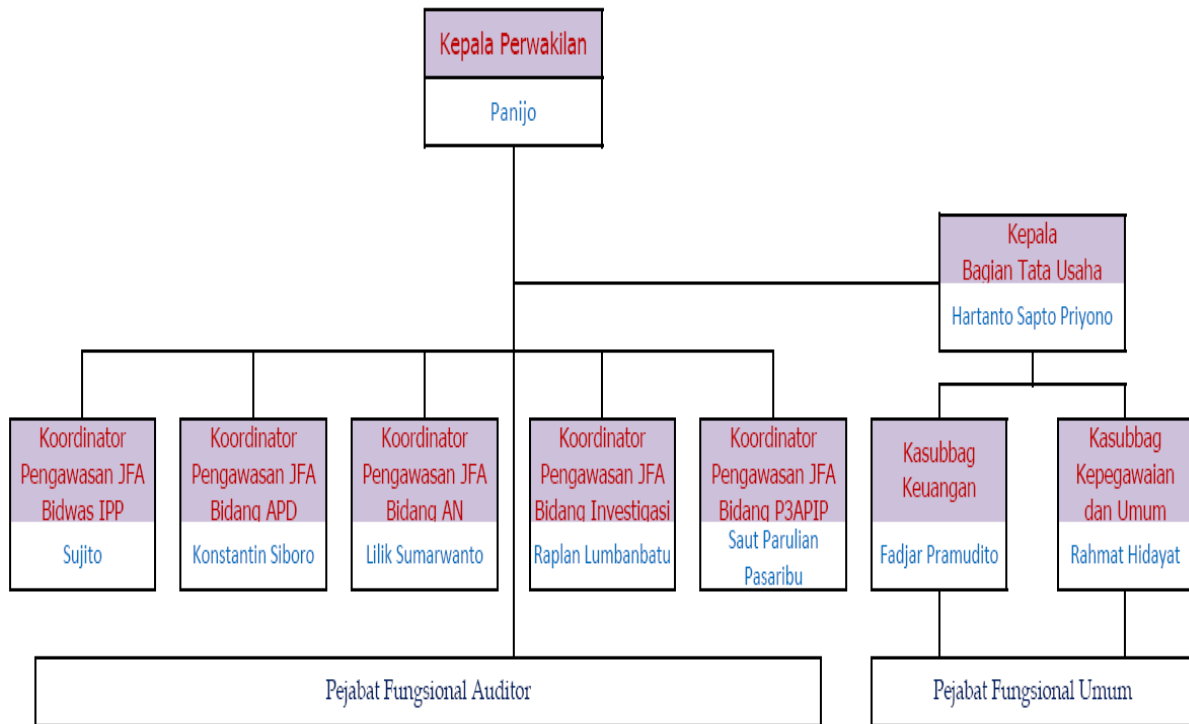 Kepala Perwakilan
Panijo
Kepala
Bagian Tata Usaha
Hartanto Sapto Priyono
Koordinator
Pengawasan JFA
Bidwas IPP
Sujito
Koordinator
Pengawasan JFA
Bidang APD
Konstantin Siboro
Koordinator
Pengawasan JFA
Bidang AN
Lilik Sumarwanto
Koordinator
Pengawasan JFA
Bidang Investigasi
Raplan Lumbanbatu
Koordinator
Pengawasan JFA
Bidang P3APIP
Saut Parulian
Pasaribu
Kasubbag
Keuangan
Fadjar Pramudito
Kasubbag
Kepegawaian
dan Umum
Rahmat Hidayat
Pejabat Fungsional Auditor
Pejabat Fungsional Umum